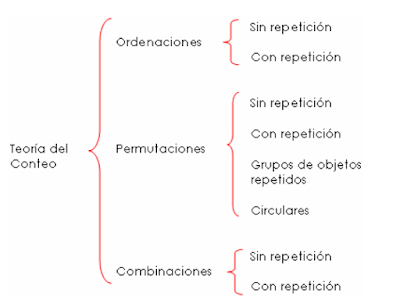 Teoría del
Conteo
Ordenaciones
Sin repetición
Con repetición
Permutaciones
Sin repetición
Con repetición
Grupos de objetos
repetidos
Circulares
Combinaciones
Sin repetición
Con repetición